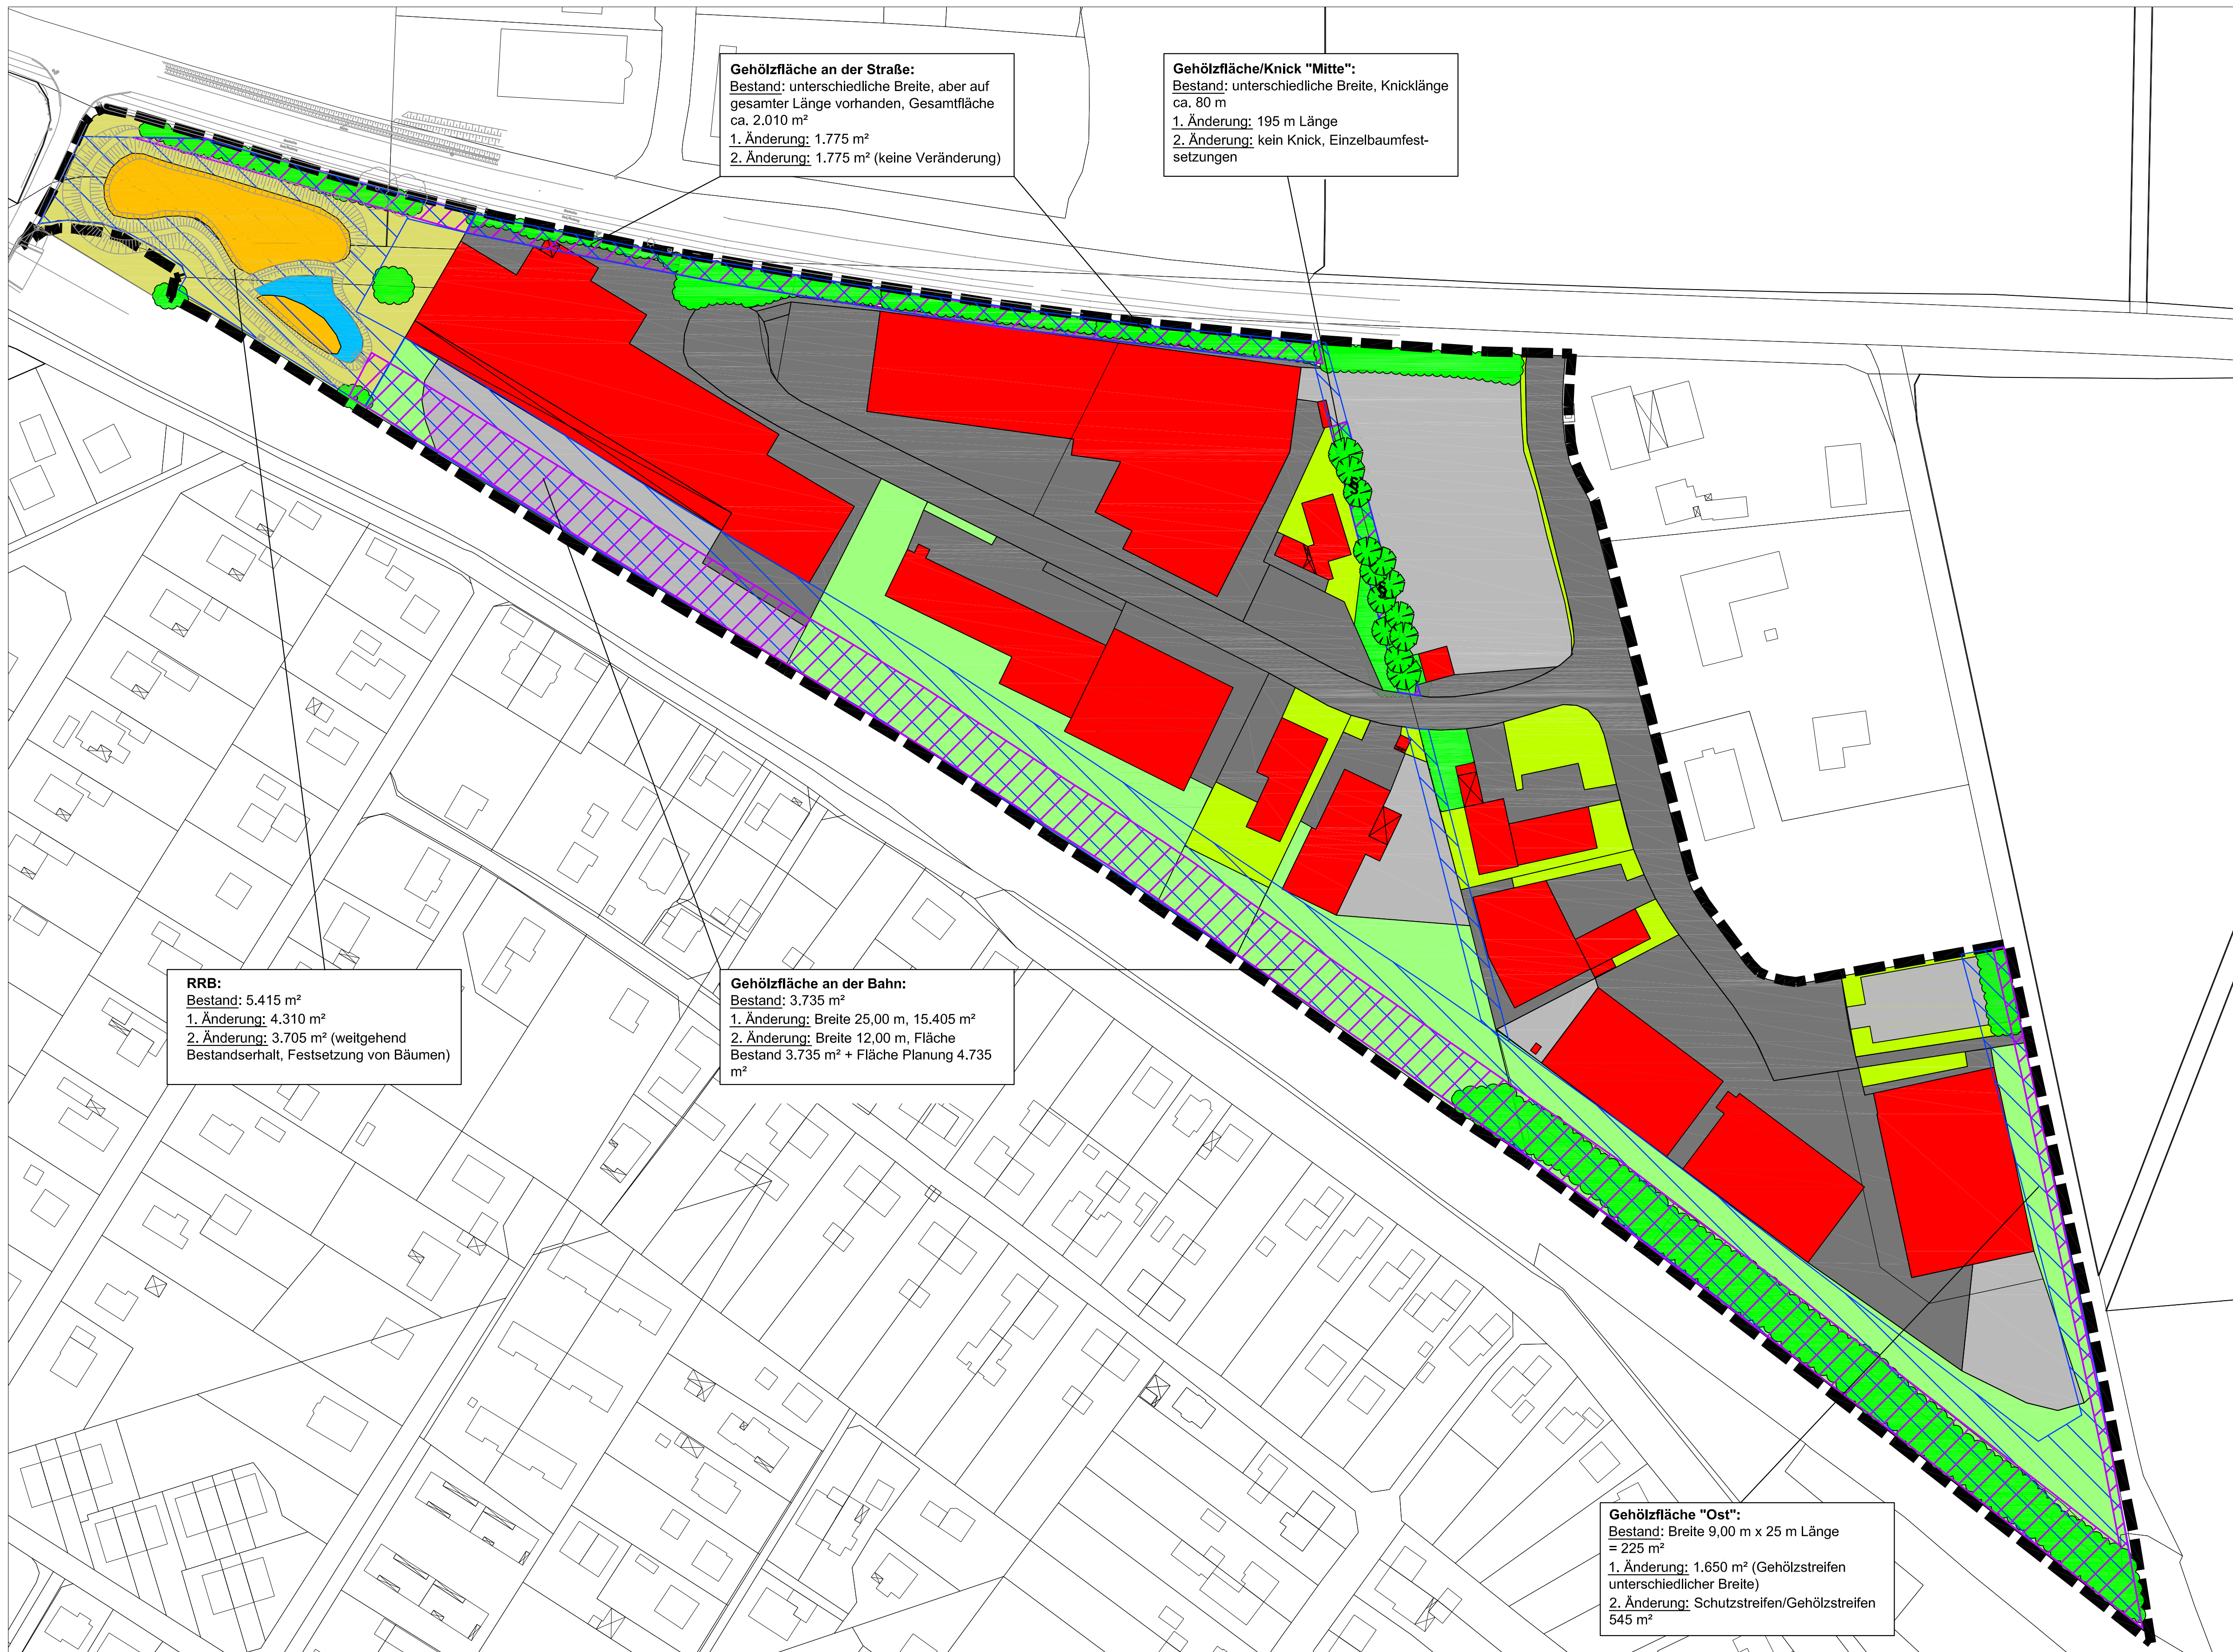 Gehölzfläche an der Straße:
Bestand: unterschiedliche Breite, aber auf
gesamter Länge vorhanden, Gesamtfläche
ca. 2.010 m²
1. Änderung: 1.775 m²
2. Änderung: 1.775 m² (keine Veränderung)
Gehölzfläche/Knick "Mitte":
Bestand: unterschiedliche Breite, Knicklänge
ca. 80 m
1. Änderung: 195 m Länge
2. Änderung: kein Knick, Einzelbaumfest-
setzungen
§
§
RRB:
Bestand: 5.415 m²
1. Änderung: 4.310 m²
2. Änderung: 3.705 m² (weitgehend
Bestandserhalt, Festsetzung von Bäumen)
Gehölzfläche an der Bahn:
Bestand: 3.735 m²
1. Änderung: Breite 25,00 m, 15.405 m²
2. Änderung: Breite 12,00 m, Fläche
Bestand 3.735 m² + Fläche Planung 4.735
m²
Gehölzfläche "Ost":
Bestand: Breite 9,00 m x 25 m Länge
= 225 m²
1. Änderung: 1.650 m² (Gehölzstreifen
unterschiedlicher Breite)
2. Änderung: Schutzstreifen/Gehölzstreifen
545 m²